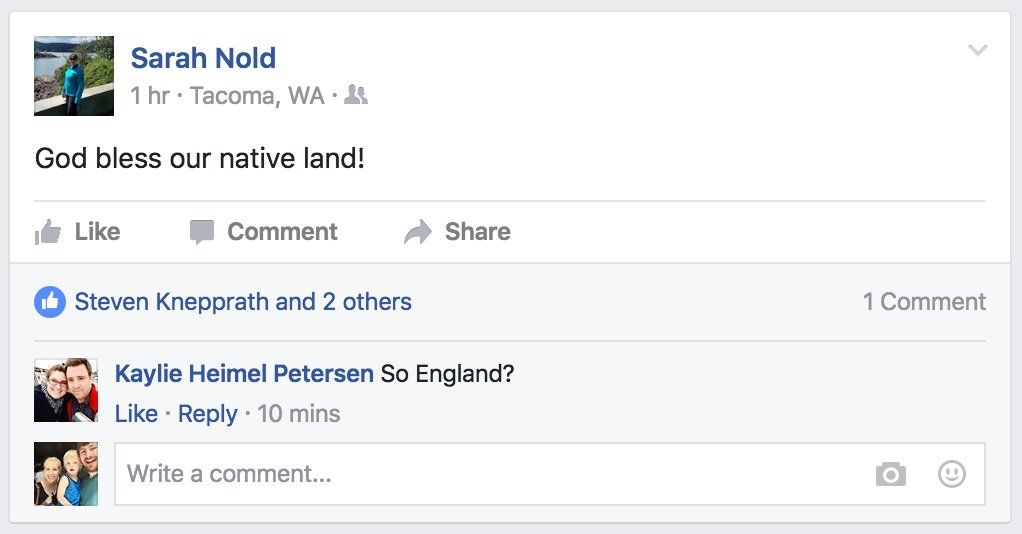 Sarah Nold
1 hr · Tacoma, WA ·
God bless our native land!
Like Comment Share
Steven Knepprath and 2 others 1 Comment
Kaylie Heimel Petersen So England?
Like · Reply · 10 mins
Write a comment...